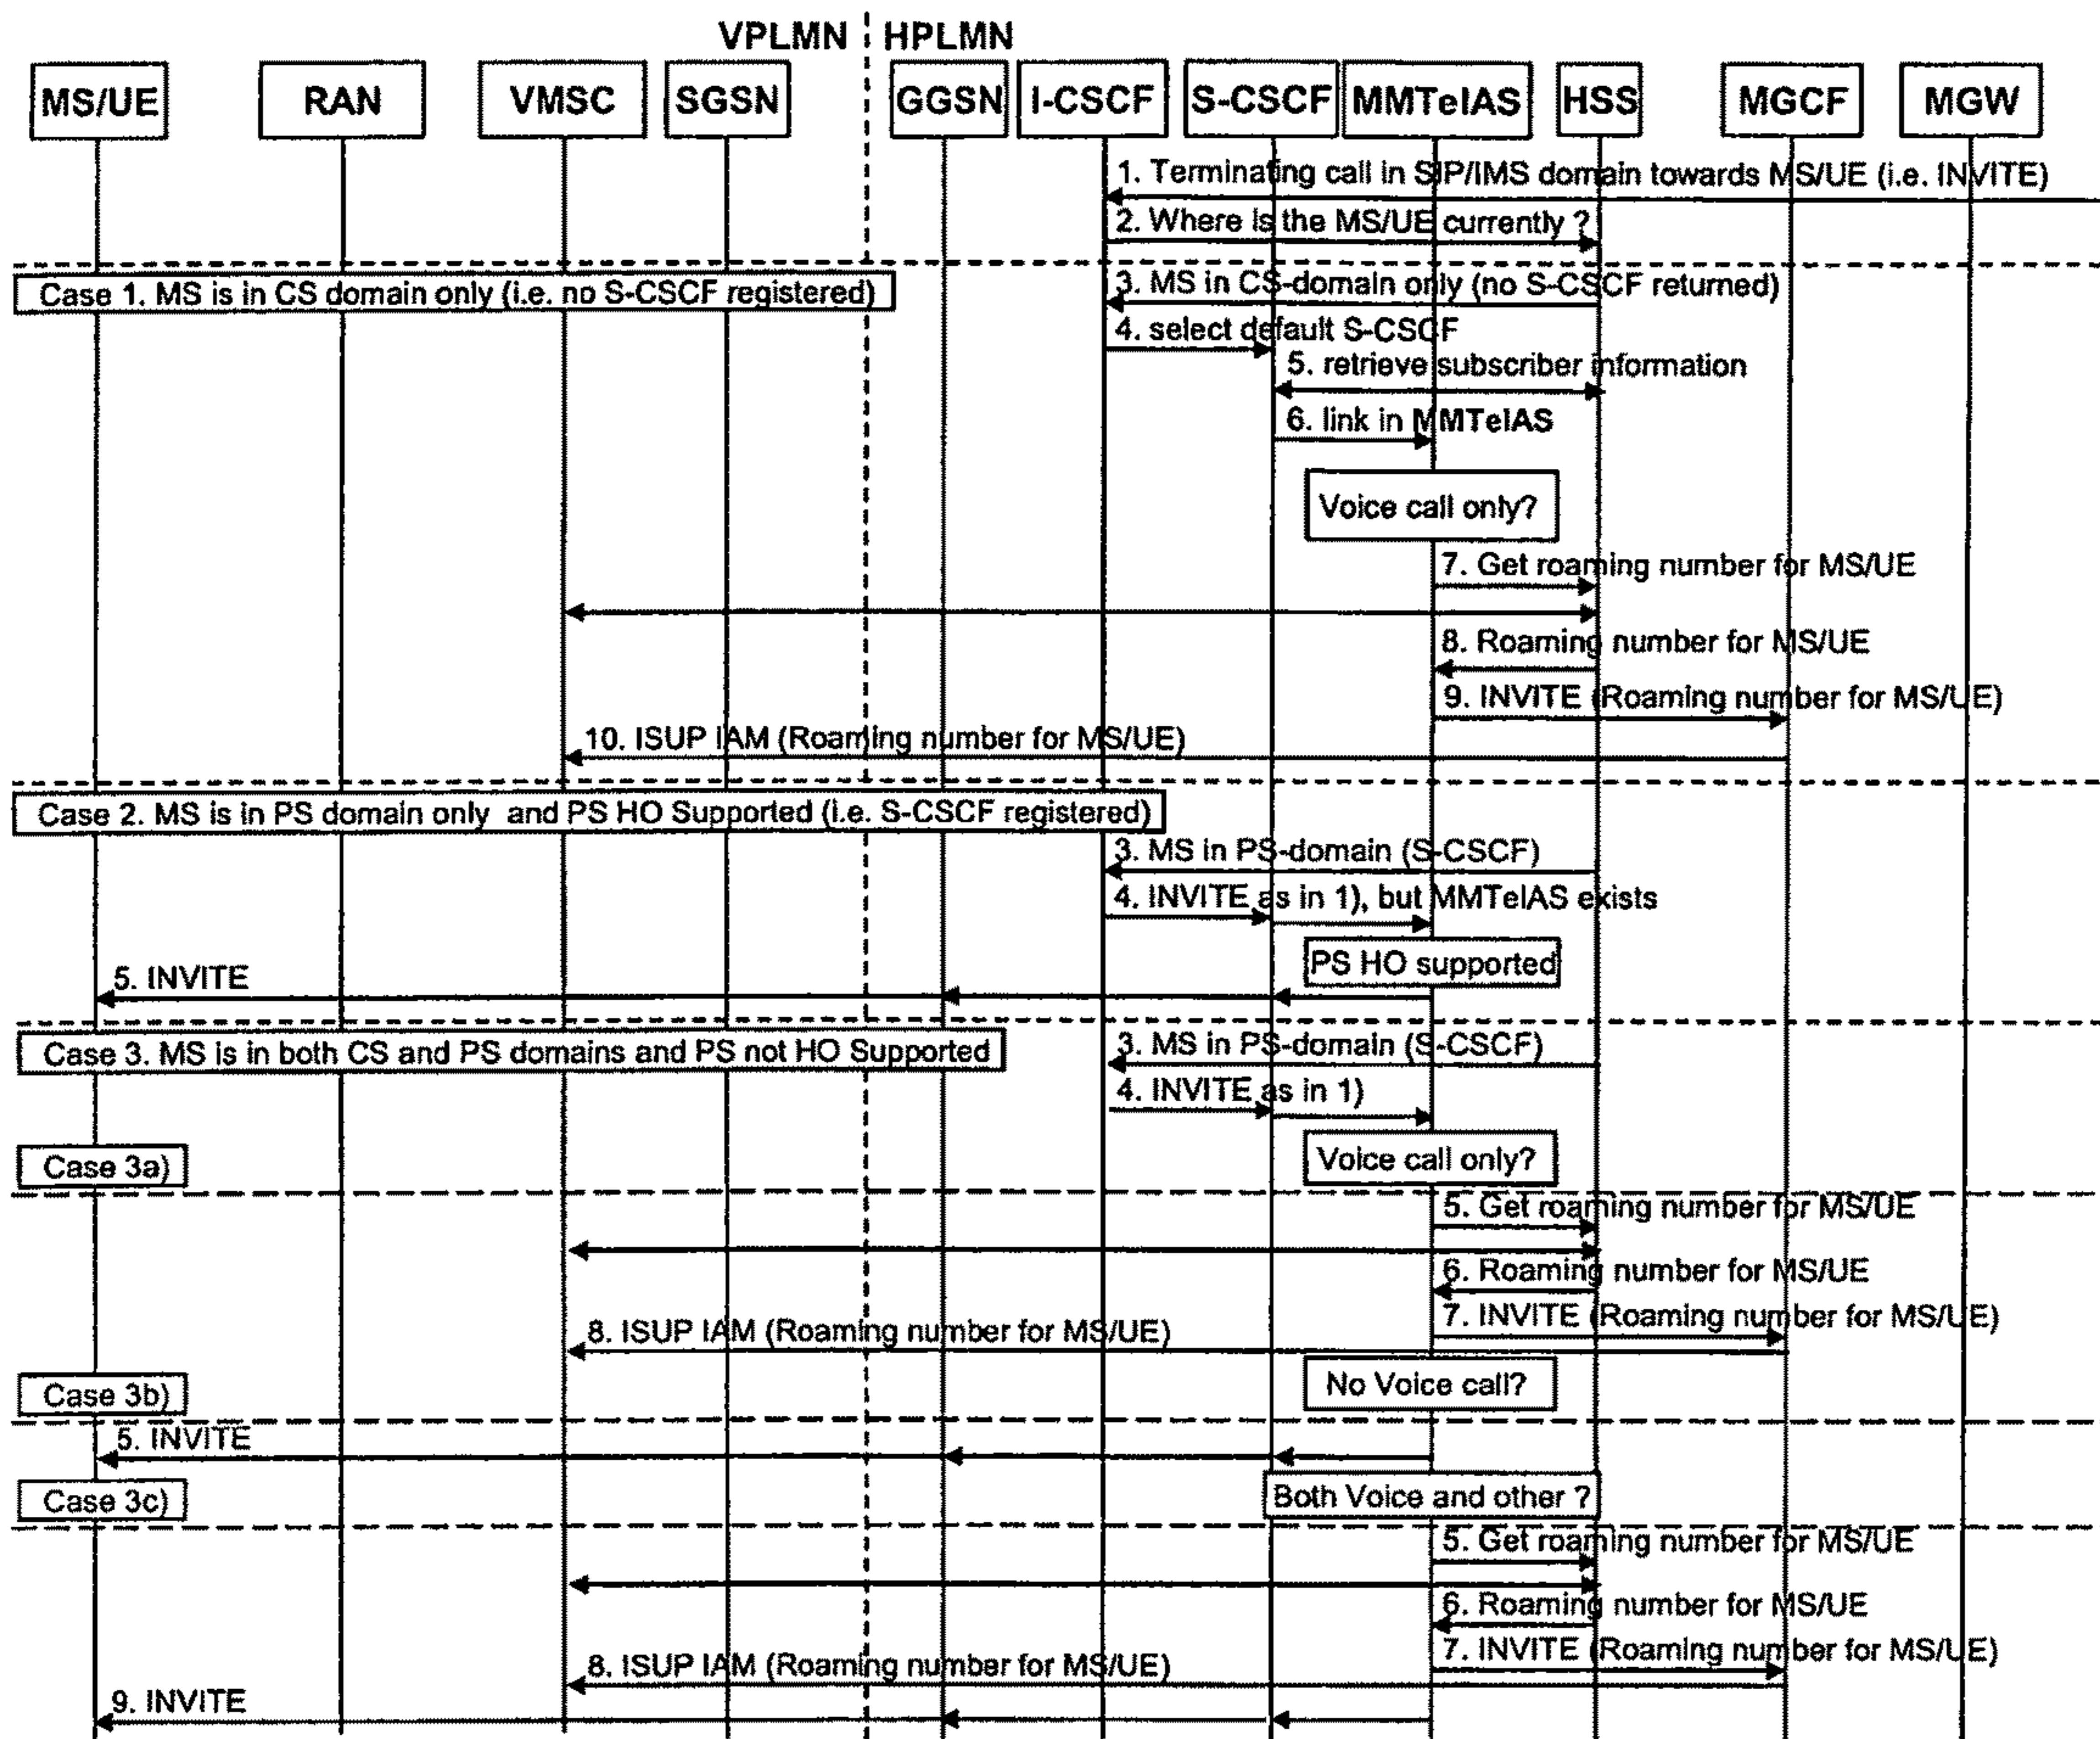 VPLMN HPLMN
MS/UE RAN VMSC SGSN GGSN I-CSCF S-CSCF MMTelAS HSS MGCF MGW
1. Terminating call in SIP/IMS domain towards MS/UE (i.e. INVITE)
2. Where is the MS/UE currently ?
Case 1. MS is in CS domain only (i.e. no S-CSCF registered)
3. MS in CS-domain only (no S-CSCF returned)
4. select default S-CSCF
5. retrieve subscriber information
6. link in MMTelAS
Voice call only?
7. Get roaming number for MS/UE
8. Roaming number for MS/UE
9. INVITE (Roaming number for MS/UE)
10. ISUP IAM (Roaming number for MS/UE)
Case 2. MS is in PS domain only and PS HO Supported (i.e. S-CSCF registered)
3. MS in PS-domain (S-CSCF)
4. INVITE as in 1), but MMTelAS exists
PS HO supported
5. INVITE
Case 3. MS is in both CS and PS domains and PS not HO Supported
3. MS in PS-domain (S-CSCF)
4. INVITE as in 1)
Case 3a)
Voice call only?
5. Get roaming number for MS/UE
6. Roaming number for MS/UE
7. INVITE (Roaming number for MS/UE)
8. ISUP IAM (Roaming number for MS/UE)
Case 3b)
No Voice call?
5. INVITE
Case 3c)
Both Voice and other ?
5. Get roaming number for MS/UE
6. Roaming number for MS/UE
7. INVITE (Roaming number for MS/UE)
8. ISUP IAM (Roaming number for MS/UE)
9. INVITE